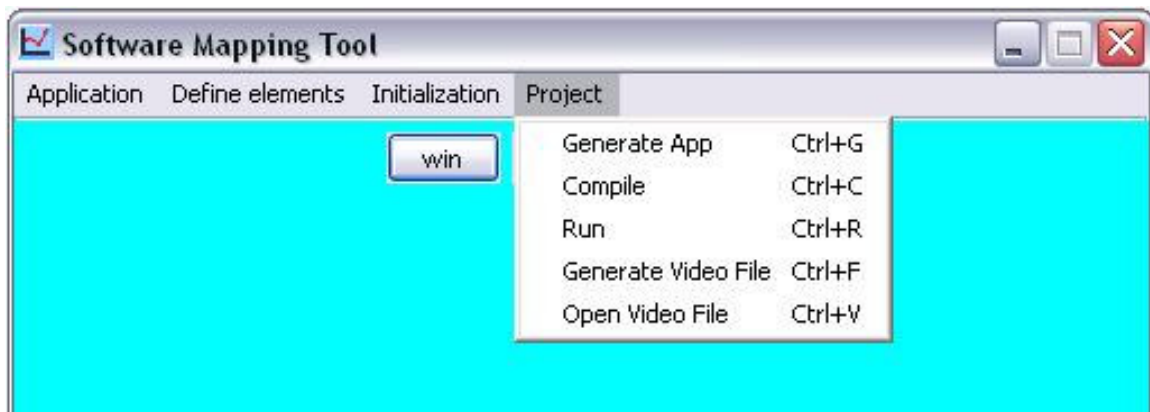 Software Mapping Tool
Application Define elements Initialization Project
win
Generate App Ctrl+G
Compile Ctrl+C
Run Ctrl+R
Generate Video File Ctrl+F
Open Video File Ctrl+V